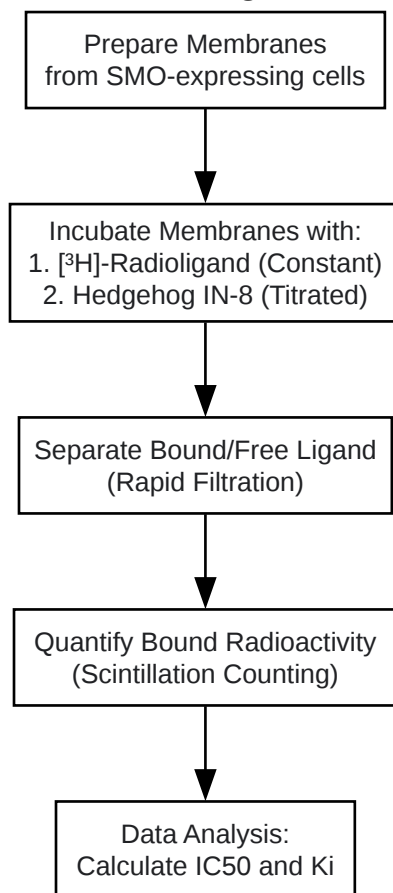 Prepare Membranes
from SMO-expressing cells
Incubate Membranes with:
1. [³H]-Radioligand (Constant)
2. Hedgehog IN-8 (Titrated)
Separate Bound/Free Ligand
(Rapid Filtration)
Quantify Bound Radioactivity
(Scintillation Counting)
Data Analysis:
Calculate IC50 and Ki